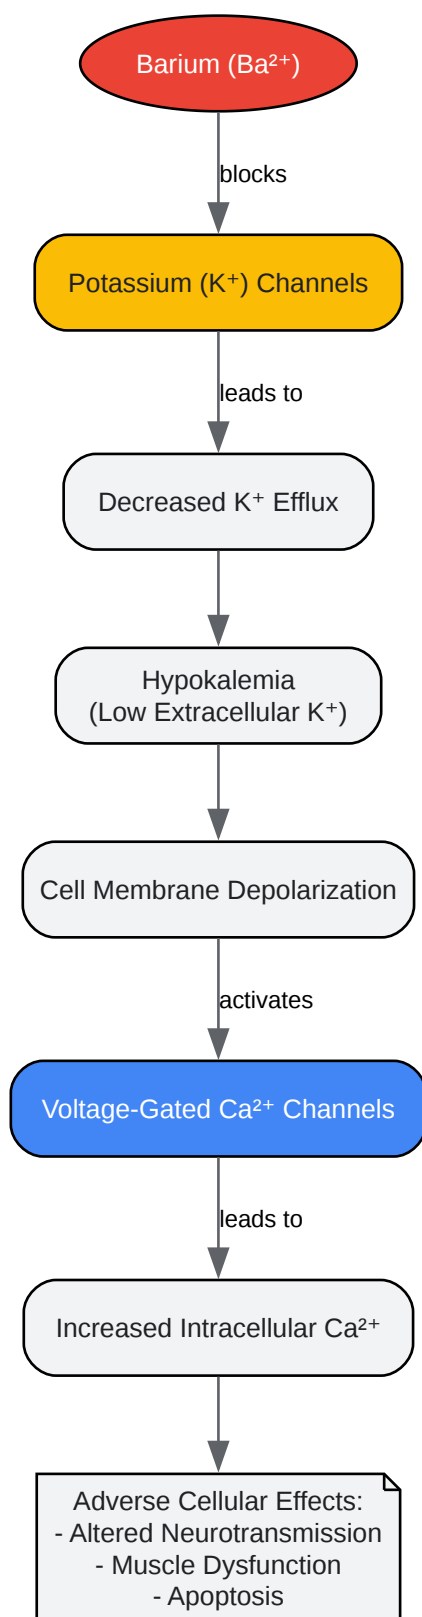 Barium (Ba²⁺)
blocks
Potassium (K⁺) Channels
leads to
Decreased K⁺ Efflux
Hypokalemia
(Low Extracellular K⁺)
Cell Membrane Depolarization
activates
Voltage-Gated Ca²⁺ Channels
leads to
Increased Intracellular Ca²⁺
Adverse Cellular Effects:
- Altered Neurotransmission
- Muscle Dysfunction
- Apoptosis